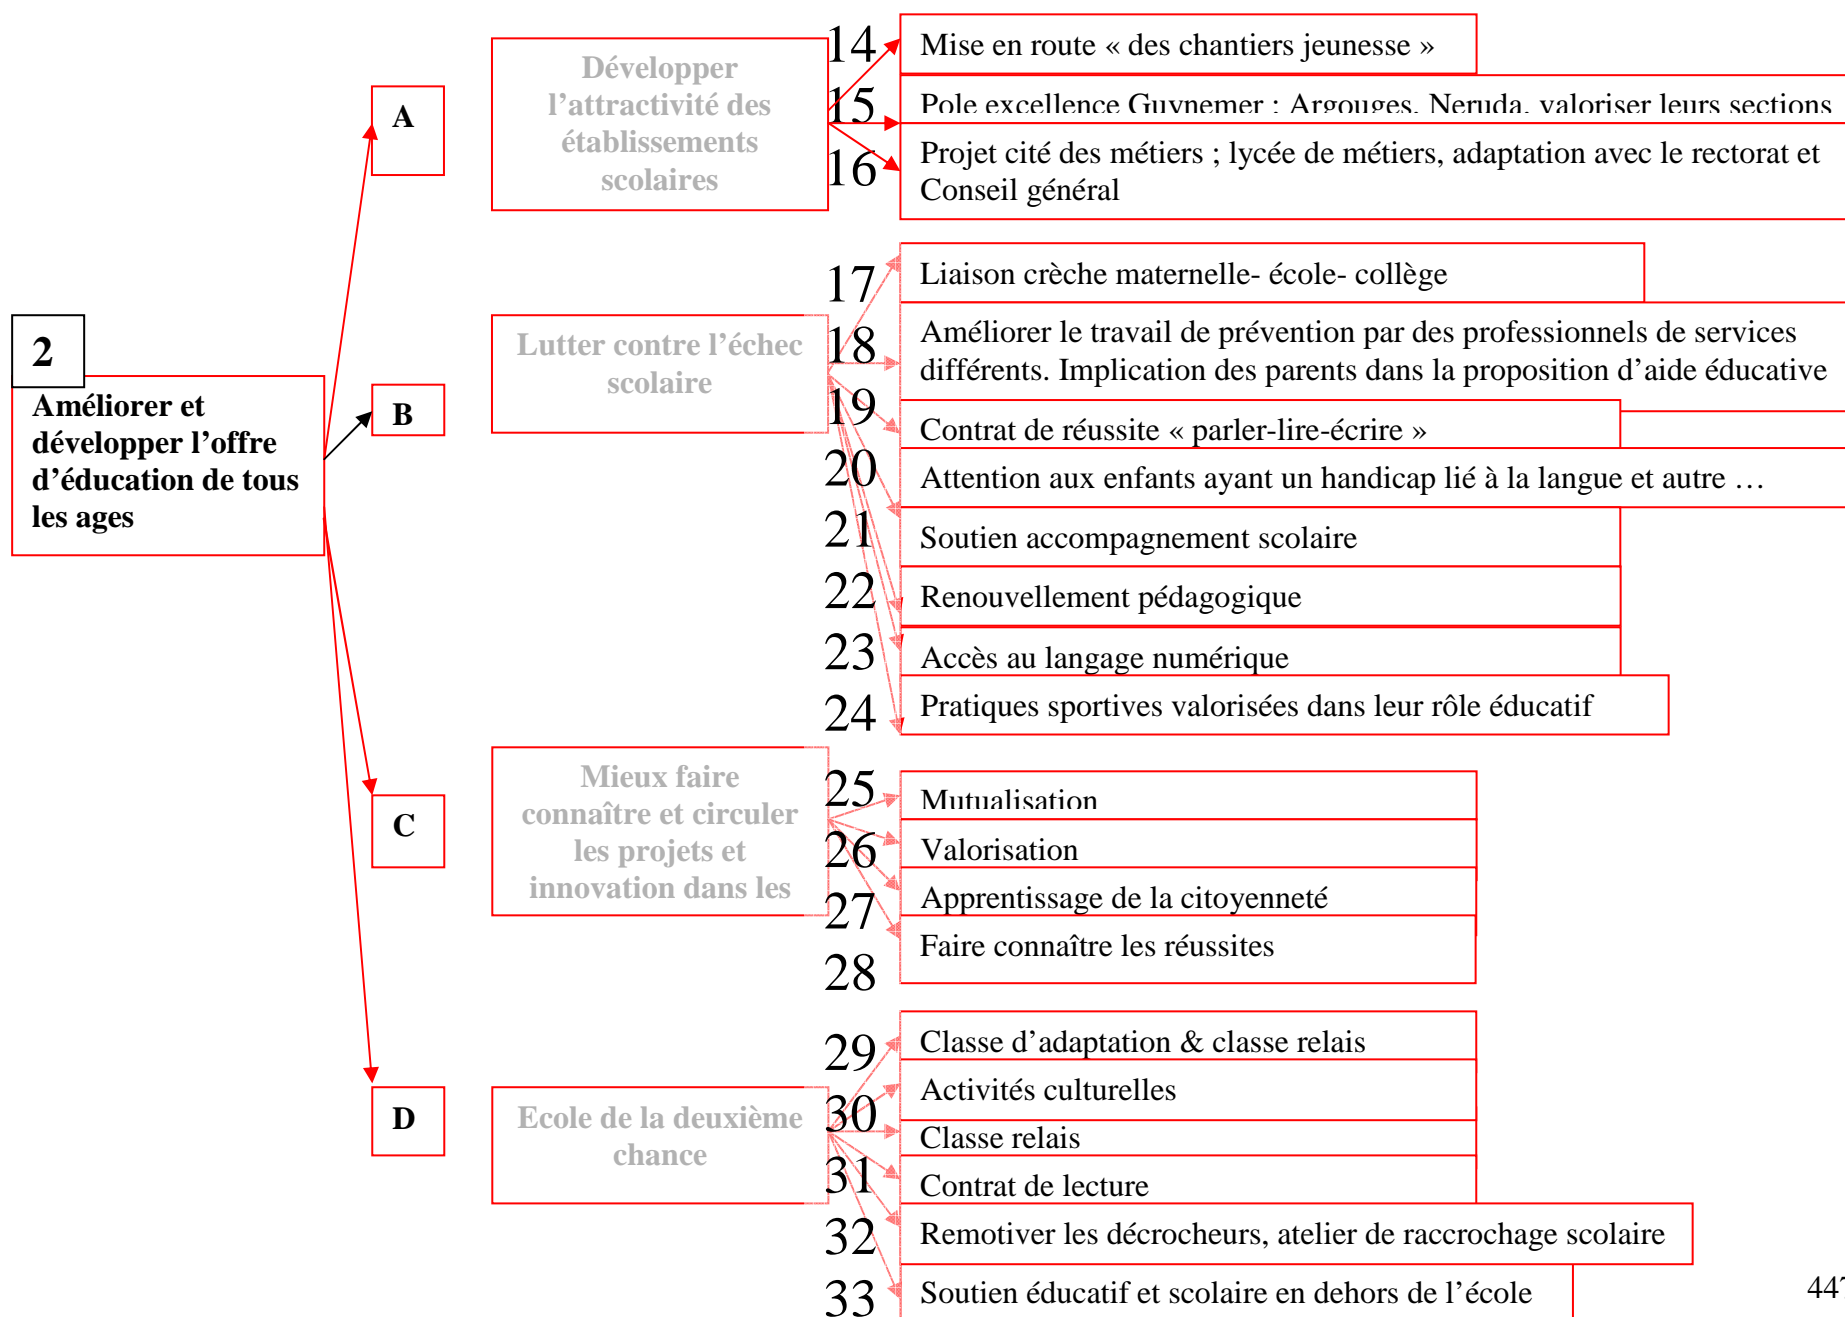 2
Améliorer et
développer l’offre
d’éducation de tous
les ages
A
Développer
l’attractivité des
établissements
scolaires
14
Mise en route « des chantiers jeunesse »
15
Pole excellence Guynemer ; Argouges, Neruda, valoriser leurs sections
16
Projet cité des métiers ; lycée de métiers, adaptation avec le rectorat et
Conseil général
B
Lutter contre l’échec
scolaire
17
Liaison crèche maternelle- école- collège
18
Améliorer le travail de prévention par des professionnels de services
différents. Implication des parents dans la proposition d’aide éducative
19
Contrat de réussite « parler-lire-écrire »
20
Attention aux enfants ayant un handicap lié à la langue et autre …
21
Soutien accompagnement scolaire
22
Renouvellement pédagogique
23
Accès au langage numérique
24
Pratiques sportives valorisées dans leur rôle éducatif
C
Mieux faire
connaître et circuler
les projets et
innovation dans les
25
Mutualisation
26
Valorisation
27
Apprentissage de la citoyenneté
28
Faire connaître les réussites
D
Ecole de la deuxième
chance
29
Classe d’adaptation & classe relais
30
Activités culturelles
Classe relais
31
Contrat de lecture
32
Remotiver les décrocheurs, atelier de raccrochage scolaire
33
Soutien éducatif et scolaire en dehors de l’école
447